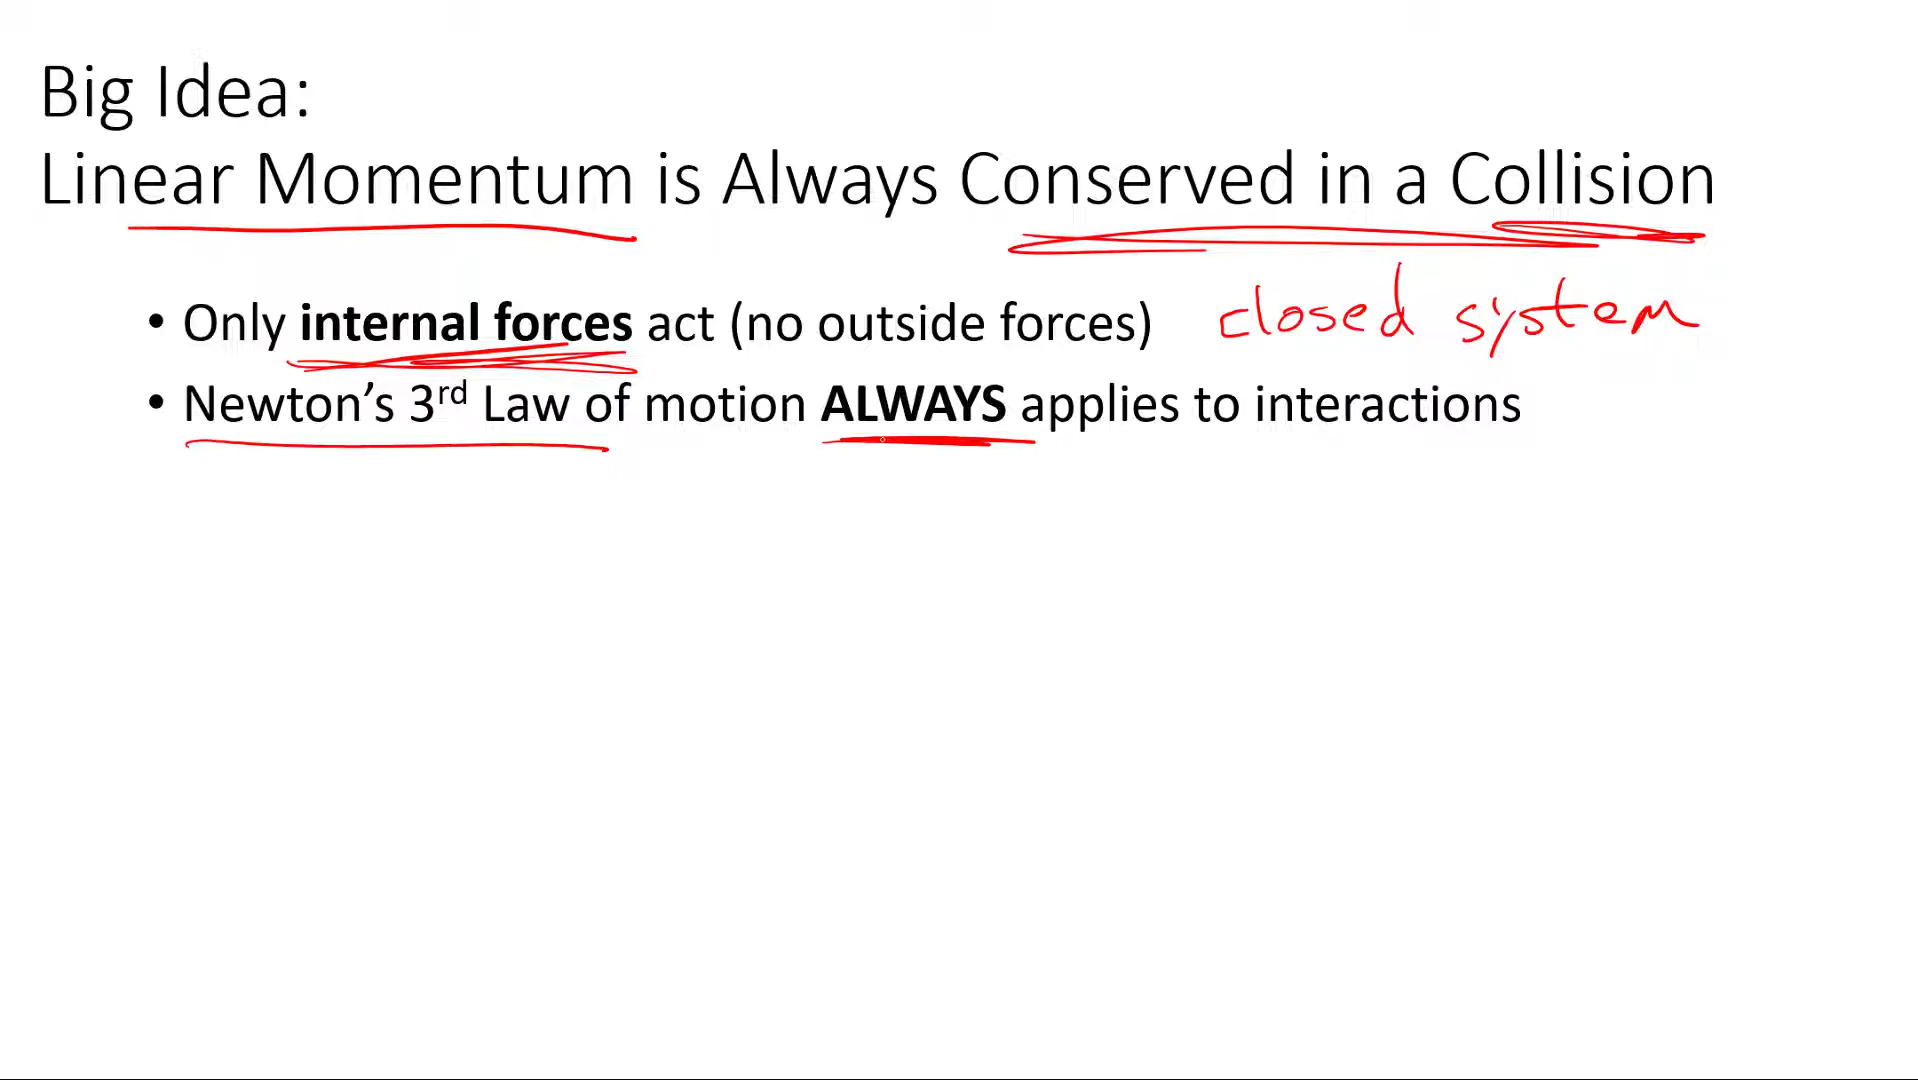 Big Idea:
Linear Momentum is Always Conserved in a Collision
• Only internal forces act (no outside forces) closed system
• Newton's 3rd Law of motion ALWAYS applies to interactions